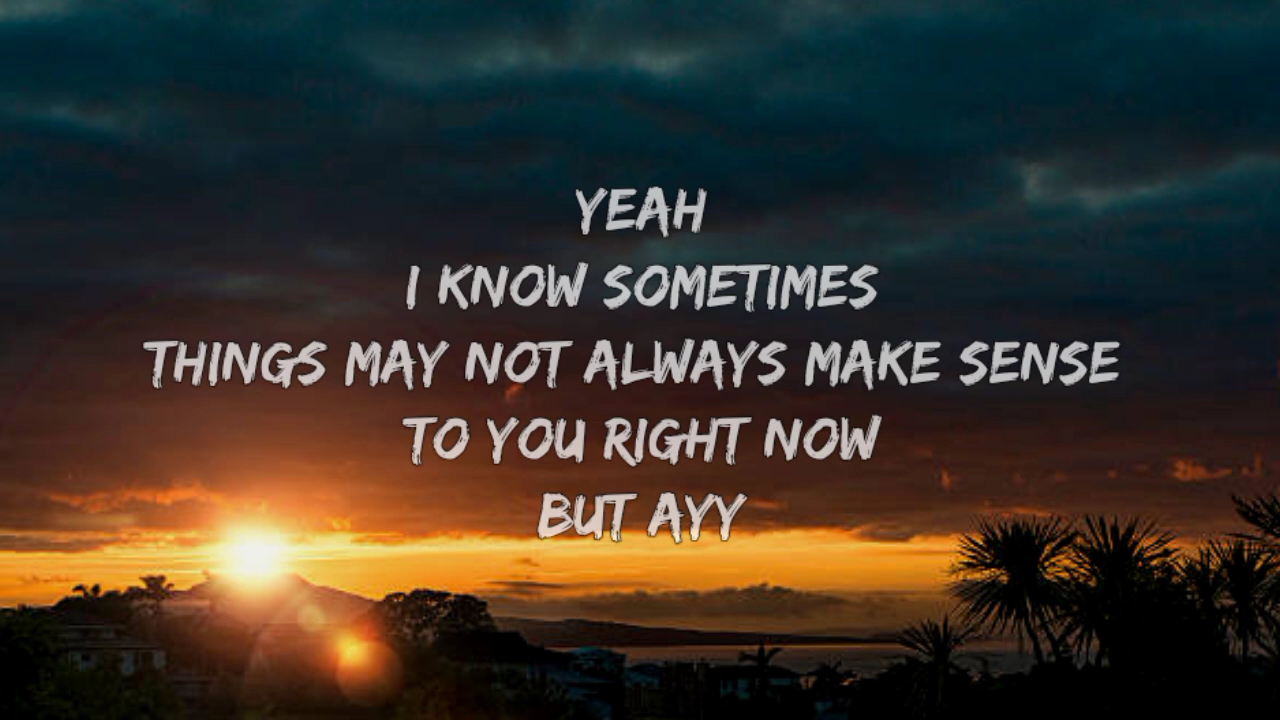 YEAH
I KNOW SOMETIMES
THINGS MAY NOT ALWAYS MAKE SENSE
TO YOU RIGHT NOW
BUT AYY